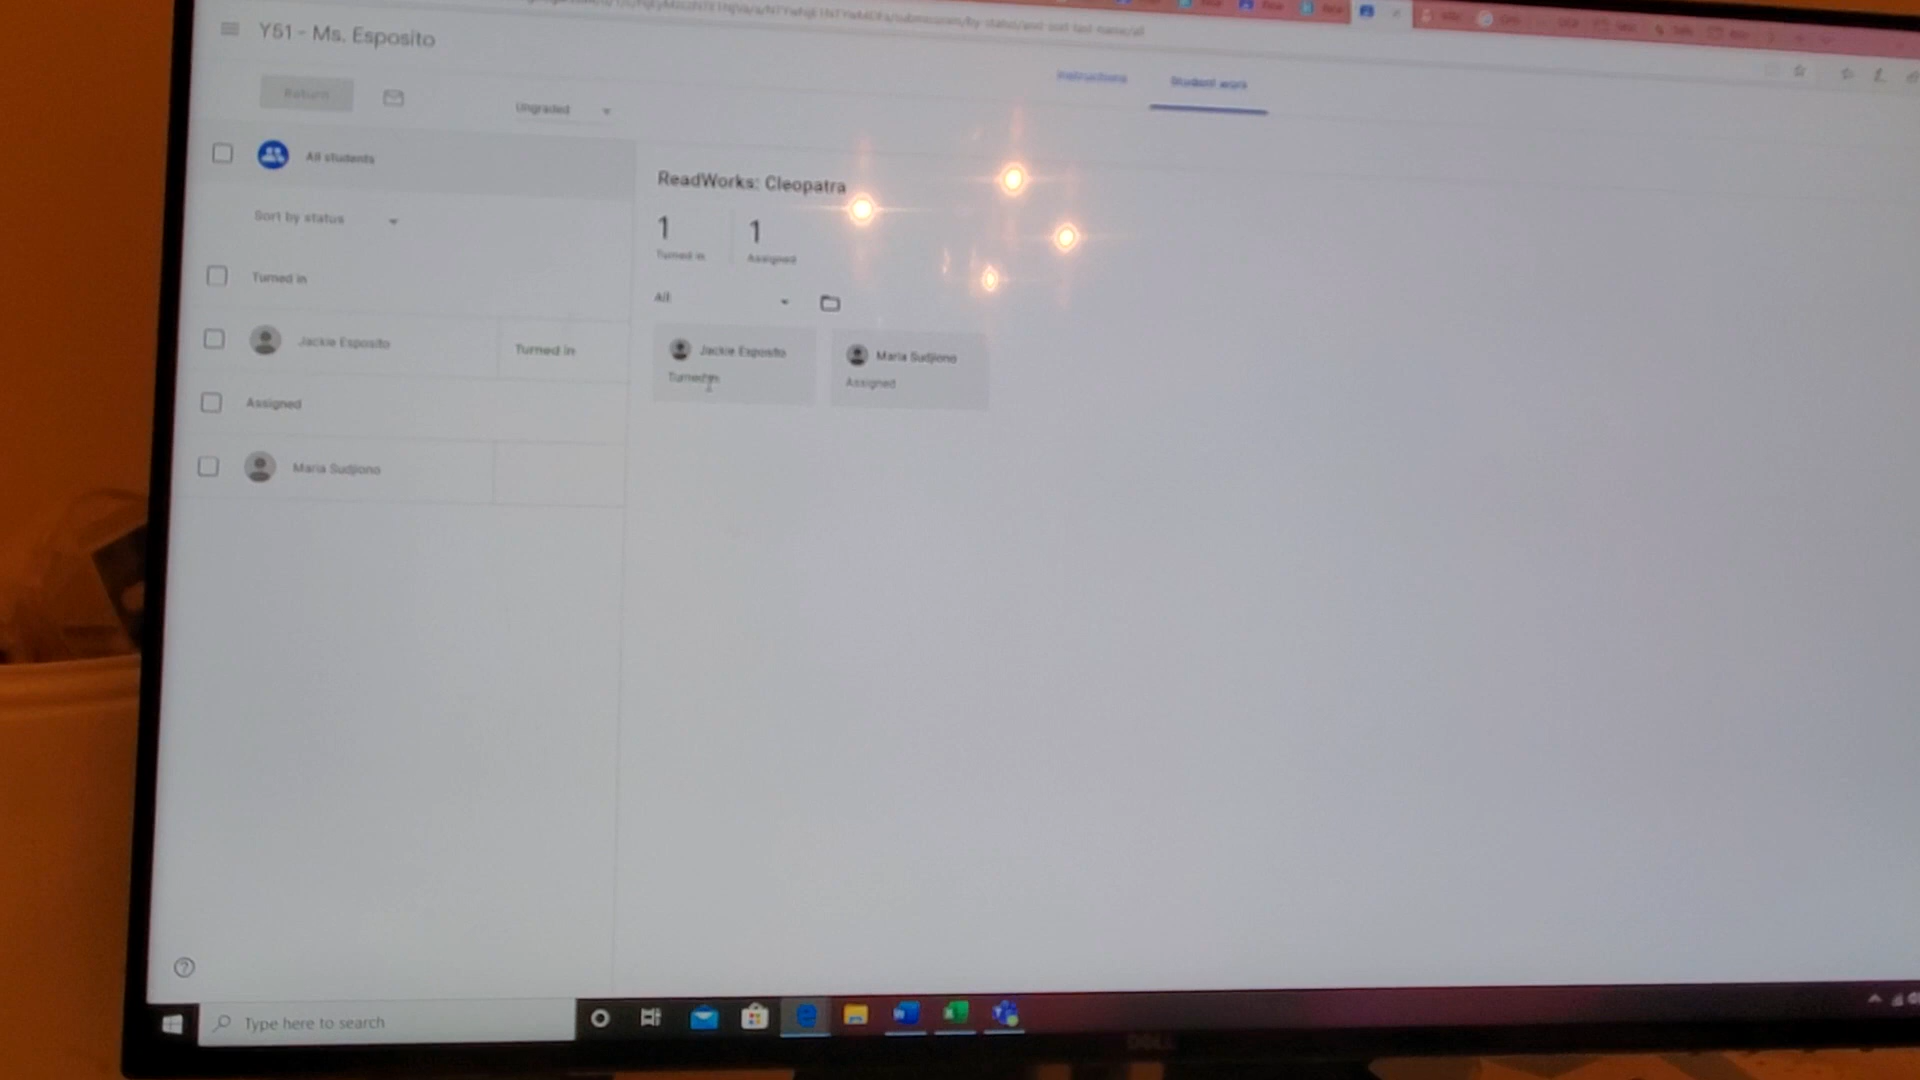 Y51 - Ms. Esposito
Instructions
Student work
Return
Ungraded
All students
Sort by status
Turned in
Jackie Esposito
Turned in
Assigned
Maria Sudjiono
ReadWorks: Cleopatra
1
Turned in
1
Assigned
All
Jackie Esposito
Turned in
Maria Sudjiono
Assigned
Type here to search
DELL